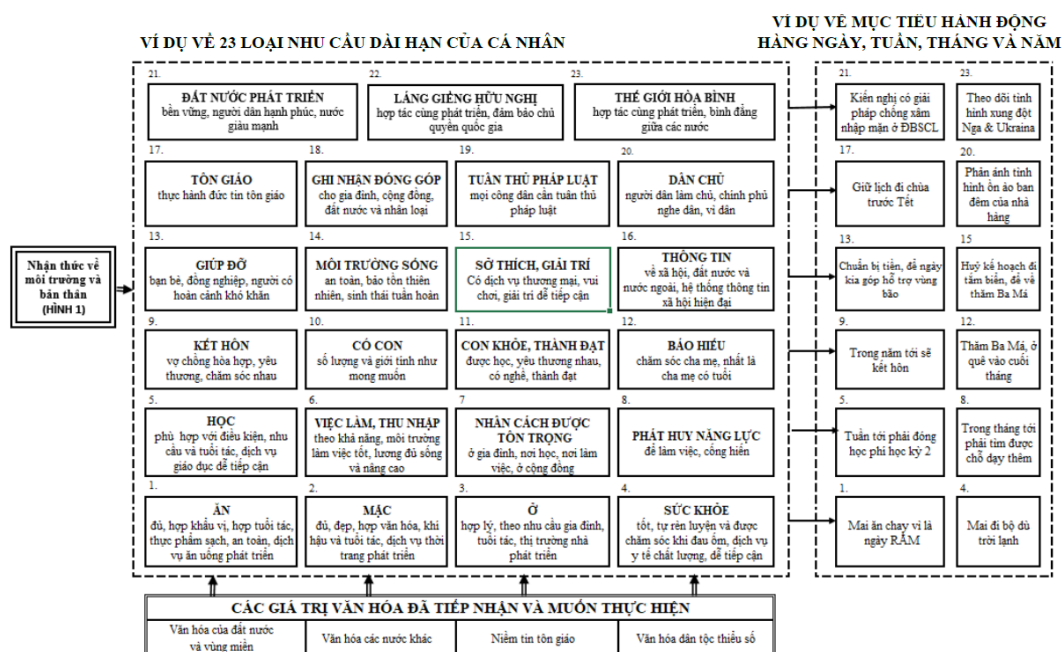 VÍ DỤ VỀ 23 LOẠI NHU CẦU DÀI HẠN CỦA CÁ NHÂN
VÍ DỤ VỀ MỤC TIÊU HÀNH ĐỘNG
HÀNG NGÀY, TUẦN, THÁNG VÀ NĂM
21.
ĐẤT NƯỚC PHÁT TRIỂN
bền vững, người dân hạnh phúc, nước
giàu mạnh
22.
LÁNG GIỀNG HỮU NGHỊ
hợp tác cùng phát triển, đảm bảo chủ
quyền quốc gia
23.
THẾ GIỚI HÒA BÌNH
hợp tác cùng phát triển, bình đẳng
giữa các nước
21.
Kiến nghị có giải
pháp chống xâm
nhập mặn ở ĐBSCL
23.
Theo dõi tình
hình xung đột
Nga & Ukraina
17.
TÔN GIÁO
thực hành đức tin tôn giáo
18.
GHI NHẬN ĐÓNG GÓP
cho gia đình, cộng đồng,
đất nước và nhân loại
19.
TUÂN THỦ PHÁP LUẬT
mọi công dân cần tuân thủ
pháp luật
20.
DÂN CHỦ
người dân làm chủ, chính phủ
nghe dân, vì dân
17.
Giữ lịch đi chùa
trước Tết
20.
Phản ánh tình
hình ồn ào ban
đêm của nhà
hàng
Nhận thức về
môi trường và
bản thân
(HÌNH 1)
13.
GIÚP ĐỠ
bạn bè, đồng nghiệp, người có
hoàn cảnh khó khăn
14.
MÔI TRƯỜNG SỐNG
an toàn, bảo tồn thiên
nhiên, sinh thái tuần hoàn
15.
SỞ THÍCH, GIẢI TRÍ
Có dịch vụ thương mại, vui
chơi, giải trí dễ tiếp cận
16.
THÔNG TIN
về xã hội, đất nước và
nước ngoài, hệ thống thông tin
xã hội hiện đại
13.
Chuẩn bị tiền, để ngày
kia góp hỗ trợ vùng
bão
15
Huỷ kế hoạch đi
tắm biển, để về
thăm Ba Má
9.
KẾT HÔN
vợ chồng hòa hợp, yêu
thương, chăm sóc nhau
10.
CÓ CON
số lượng và giới tính như
mong muốn
11.
CON KHỎE, THÀNH ĐẠT
được học, yêu thương nhau,
có nghề, thành đạt
12.
BÁO HIẾU
chăm sóc cha mẹ, nhất là
cha mẹ có tuổi
9.
Trong năm tới sẽ
kết hôn
12.
Thăm Ba Má, ở
quê vào cuối
tháng
5.
HỌC
phù hợp với điều kiện, nhu
cầu và tuổi tác, dịch vụ
giáo dục dễ tiếp cận
6.
VIỆC LÀM, THU NHẬP
theo khả năng, môi trường
làm việc tốt, lương đủ sống
và nâng cao
7
NHÂN CÁCH ĐƯỢC
TÔN TRỌNG
ở gia đình, nơi học, nơi làm
việc, ở cộng đồng
8.
PHÁT HUY NĂNG LỰC
để làm việc, cống hiến
5.
Tuần tới phải đóng
học phí học kỳ 2
8.
Trong tháng tới
phải tìm được
chỗ dạy thêm
1.
ĂN
đủ, hợp khẩu vị, hợp tuổi tác,
thực phẩm sạch, an toàn, dịch
vụ ăn uống phát triển
2.
MẶC
đủ, đẹp, hợp văn hóa, khí
hậu và tuổi tác, dịch vụ thời
trang phát triển
3.
Ở
hợp lý, theo nhu cầu gia đình,
tuổi tác, thị trường nhà
phát triển
4.
SỨC KHỎE
tốt, tự rèn luyện và được
chăm sóc khi đau ốm, dịch vụ
y tế chất lượng, dễ tiếp cận
1.
Mai ăn chay vì là
ngày RẰM
4.
Mai đi bộ dù
trời lạnh
CÁC GIÁ TRỊ VĂN HÓA ĐÃ TIẾP NHẬN VÀ MUỐN THỰC HIỆN
Văn hóa của đất nước
và vùng miền
Văn hóa các nước khác
Niềm tin tôn giáo
Văn hóa dân tộc thiểu số